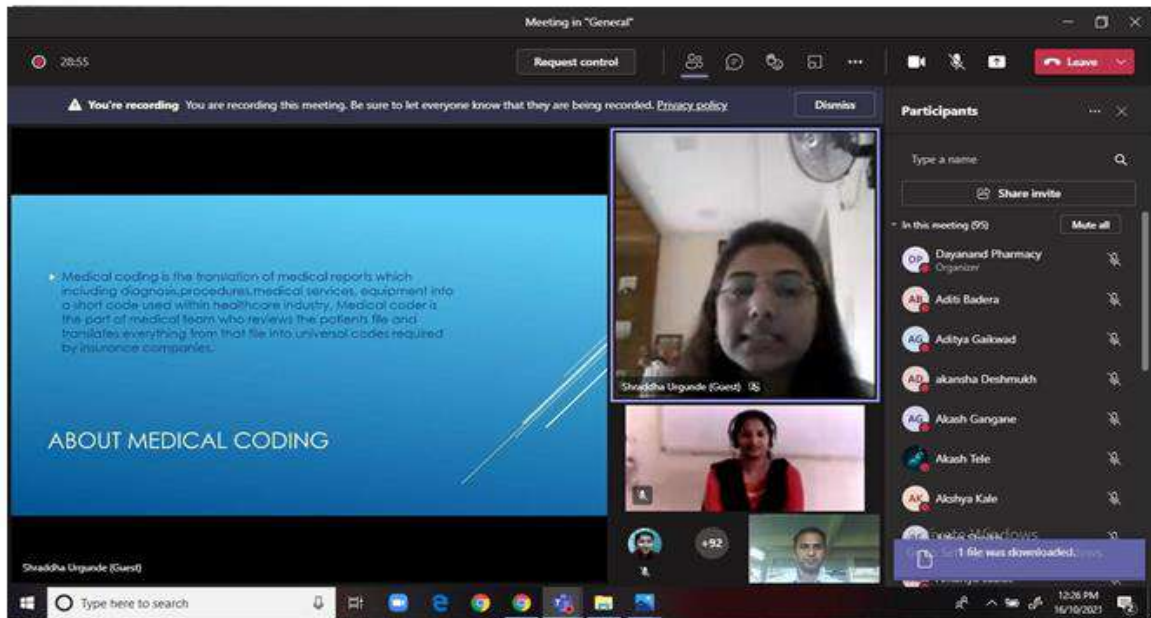 Meeting in "General"
28:55
Request control
Leave
You're recording You are recording this meeting. Be sure to let everyone know that they are being recorded. Privacy policy
Dismiss
Medical coding is the translation of medical reports which
including diagnosis,procedures,medical services, equipment into
a short code used within healthcare industry. Medical coder is
the part of medical team who reviews the patients file and
translates everything from that file into universal codes required
by insurance companies.
ABOUT MEDICAL CODING
Shraddha Urgunde (Guest)
Shraddha Urgunde (Guest)
+92
Participants
Type a name
Share invite
In this meeting (95)
Mute all
DP
Dayanand Pharmacy
Organizer
AB
Aditi Badera
AG
Aditya Gaikwad
AD
akansha Deshmukh
AG
Akash Gangane
Akash Tele
AK
Akshya Kale
Windows
1 file was downloaded.
Type here to search
12:26 PM
16/10/2021
2